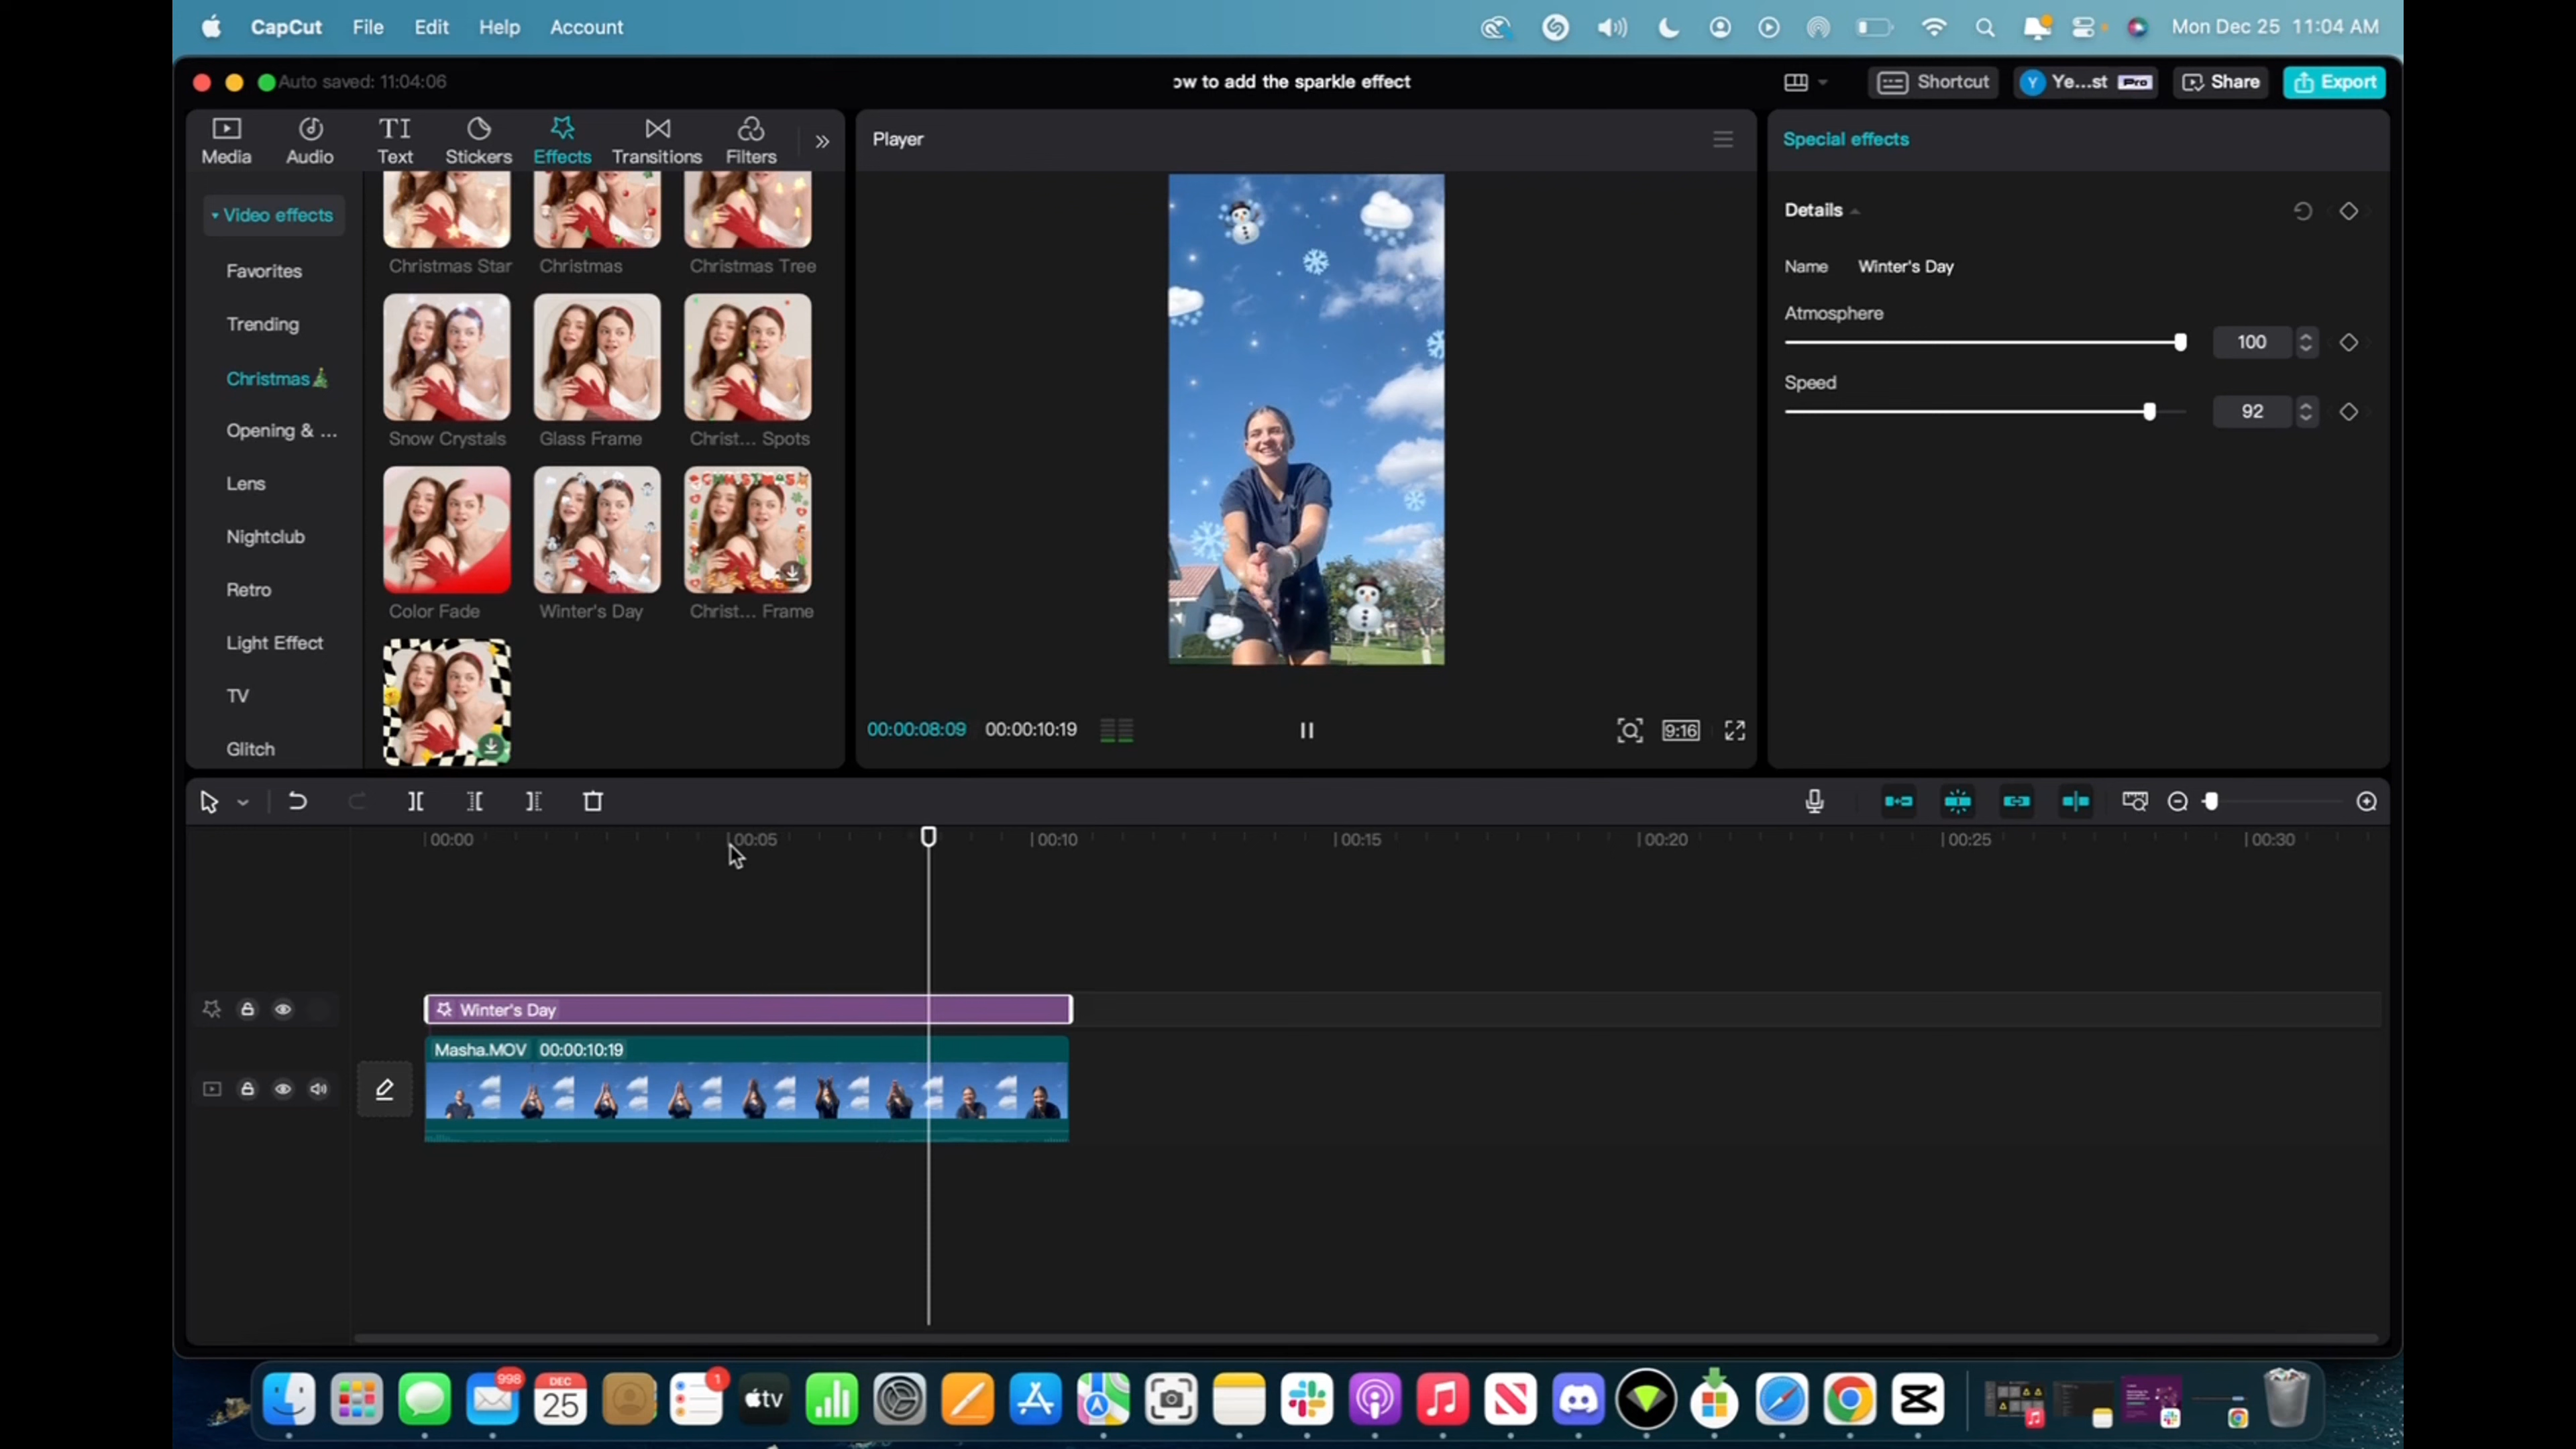 CapCut File Edit Help Account Mon Dec 25 11:04 AM
Auto saved: 11:04:06 ow to add the sparkle effect Shortcut Y Ye...st Pro Share Export
Media Audio TI Text Stickers Effects Transitions Filters
Player
Special effects
Video effects
Favorites
Trending
Christmas
Opening & ...
Lens
Nightclub
Retro
Light Effect
TV
Glitch
Christmas Star Christmas Christmas Tree
Snow Crystals Glass Frame Christ... Spots
CHRISTMAS
Color Fade Winter's Day Christ... Frame
00:00:08:09 00:00:10:19 9:16
Details
Name Winter's Day
Atmosphere
100
Speed
92
00:00 00:05 00:10 00:15 00:20 00:25 00:30
Winter's Day
Masha.MOV 00:00:10:19
998 DEC 25 1 tv